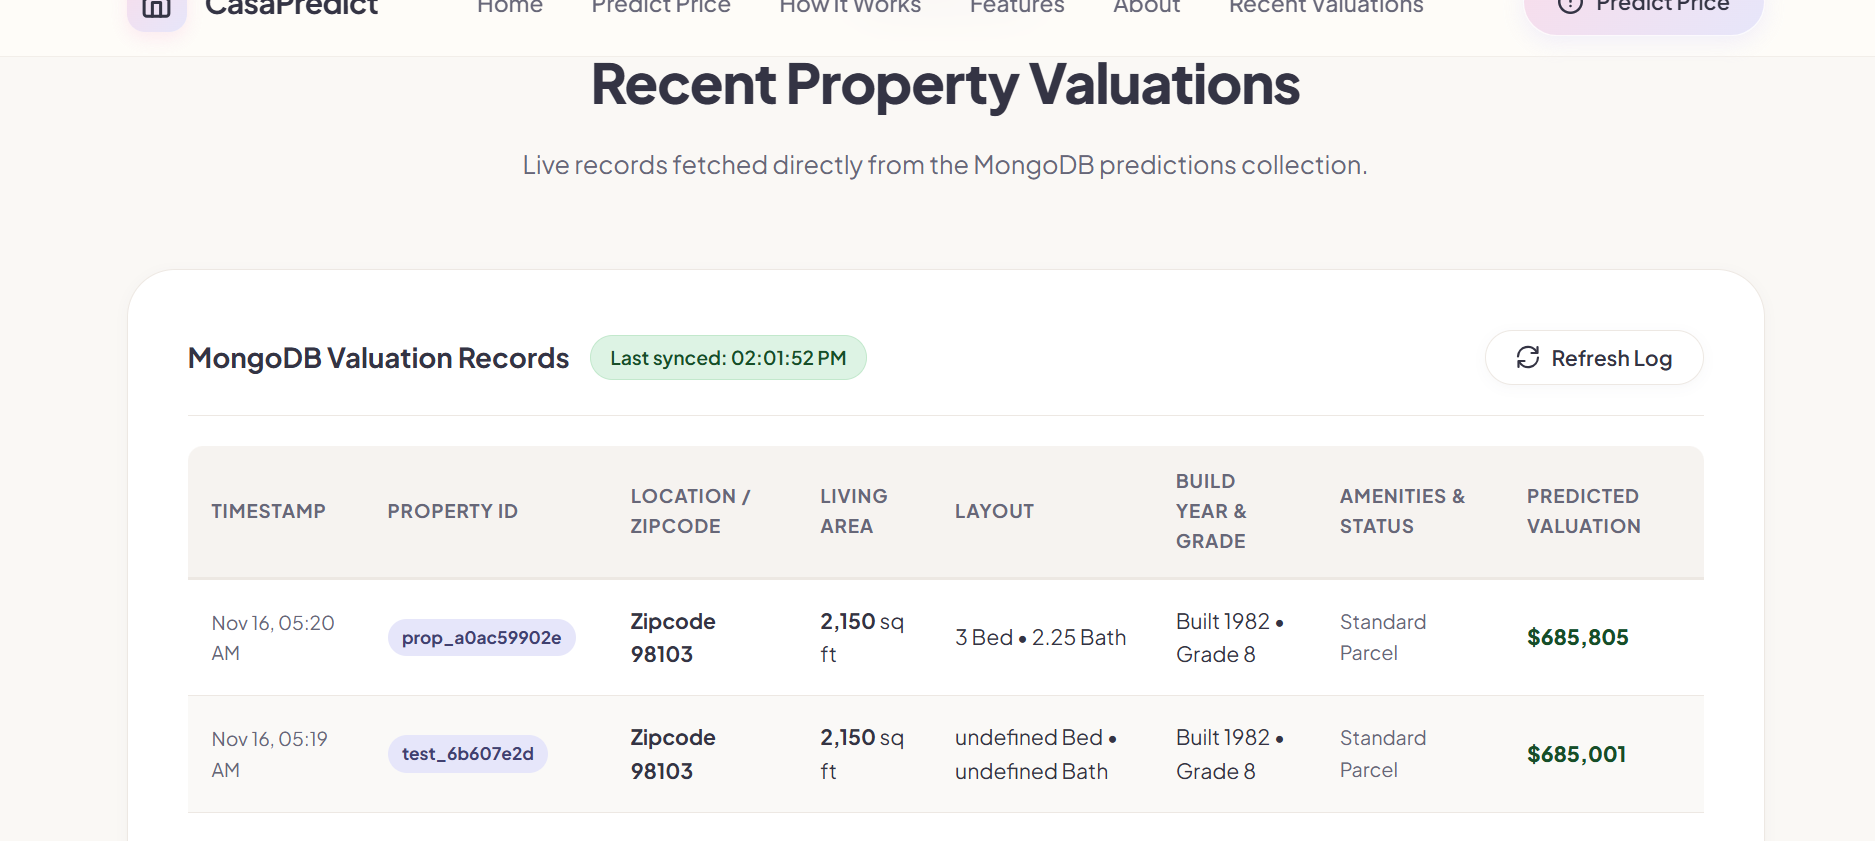 CasaPredict
Home
Predict Price
How It Works
Features
About
Recent Valuations
Predict Price
Recent Property Valuations
Live records fetched directly from the MongoDB predictions collection.
MongoDB Valuation Records
Last synced: 02:01:52 PM
Refresh Log
TIMESTAMP
PROPERTY ID
LOCATION /
ZIPCODE
LIVING
AREA
LAYOUT
BUILD
YEAR &
GRADE
AMENITIES &
STATUS
PREDICTED
VALUATION
Nov 16, 05:20
AM
prop_a0ac59902e
Zipcode
98103
2,150 sq
ft
3 Bed • 2.25 Bath
Built 1982 •
Grade 8
Standard
Parcel
$685,805
Nov 16, 05:19
AM
test_6b607e2d
Zipcode
98103
2,150 sq
ft
undefined Bed •
undefined Bath
Built 1982 •
Grade 8
Standard
Parcel
$685,001